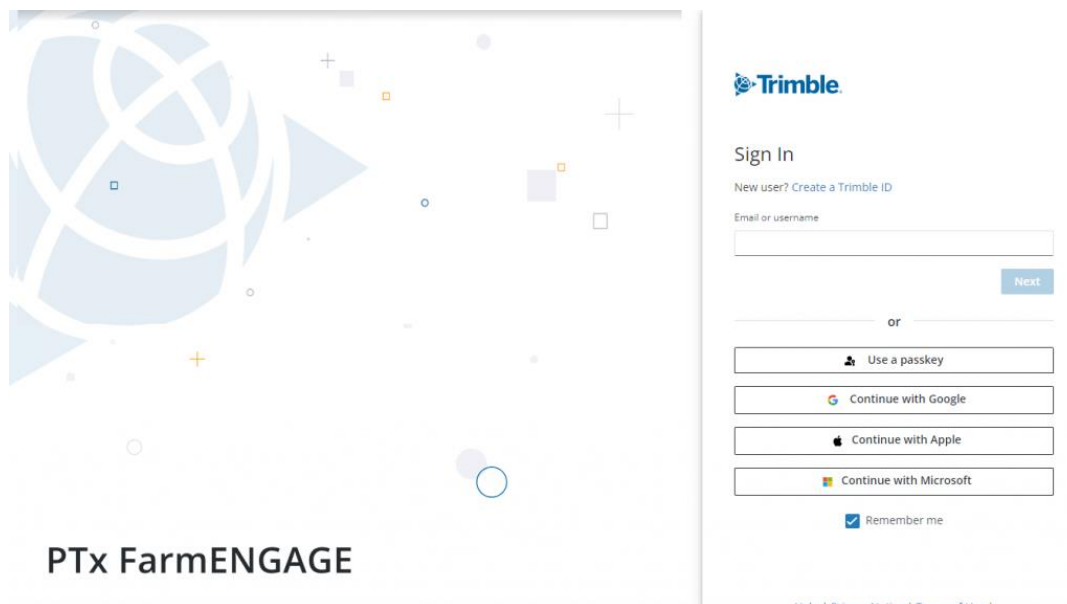 Trimble.
Sign In
New user? Create a Trimble ID
Email or username
Next
or
Use a passkey
Continue with Google
Continue with Apple
Continue with Microsoft
Remember me
PTx FarmENGAGE